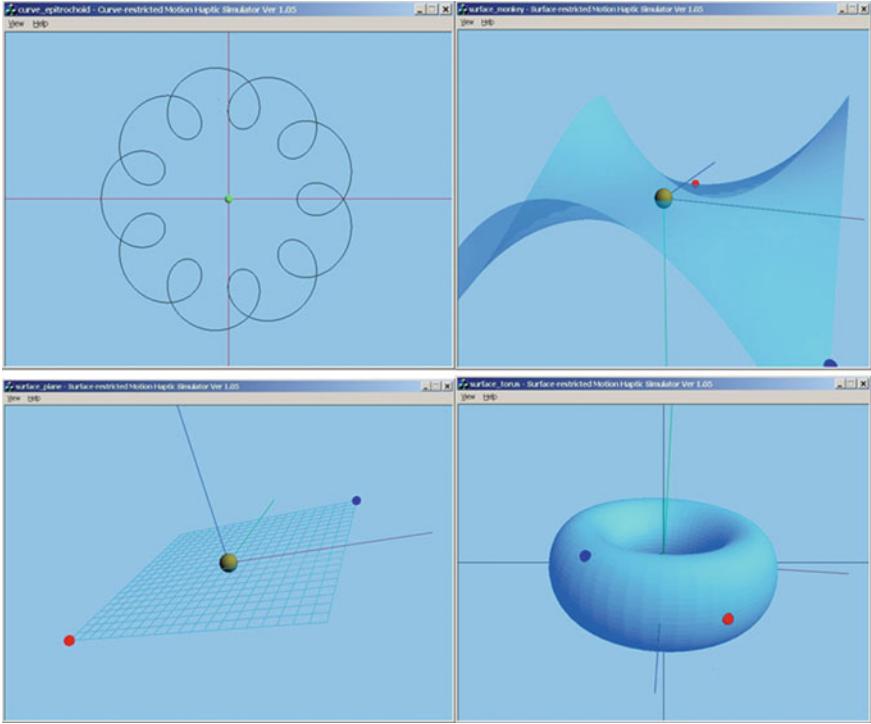 curve_epitrochoid - Curve-restricted Motion Haptic Simulator Ver 1.05
View Help
surface_monkey - Surface-restricted Motion Haptic Simulator Ver 1.05
View Help
surface_plane - Surface-restricted Motion Haptic Simulator Ver 1.05
View Help
surface_torus - Surface-restricted Motion Haptic Simulator Ver 1.05
View Help